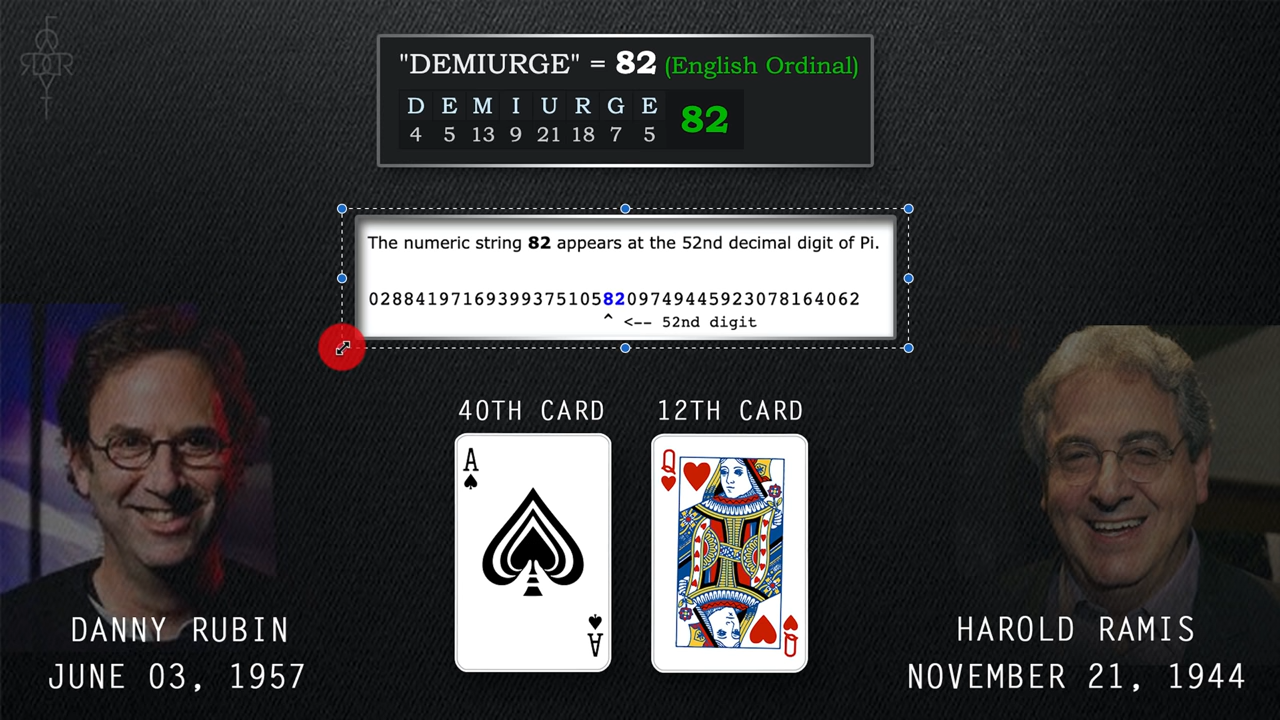 "DEMIURGE" = 82 (English Ordinal)
D E M I U R G E 82
4 5 13 9 21 18 7 5
The numeric string 82 appears at the 52nd decimal digit of Pi.
02884197169399375105820974944592307816​4062
^ <-- 52nd digit
40TH CARD 12TH CARD
A
Q
A
Q
DANNY RUBIN
JUNE 03, 1957
HAROLD RAMIS
NOVEMBER 21, 1944